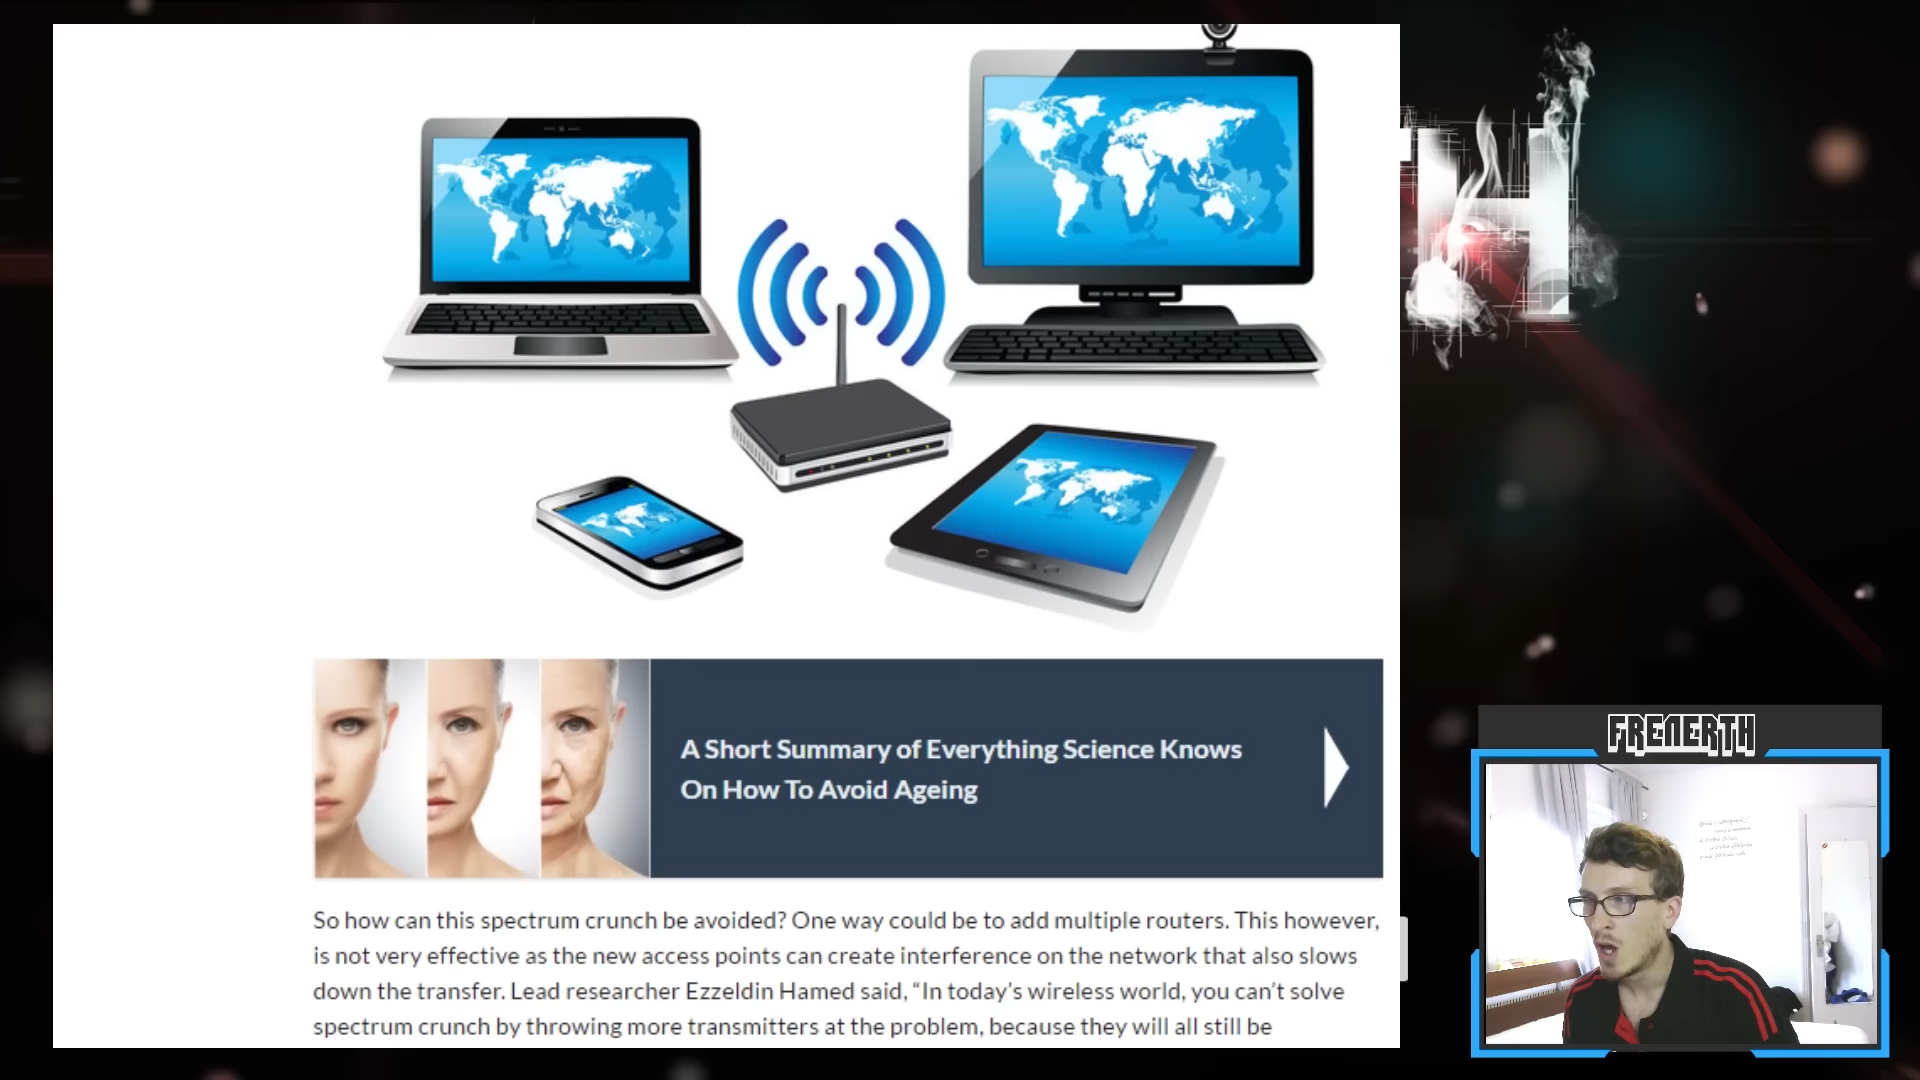 H
A Short Summary of Everything Science Knows
On How To Avoid Ageing
So how can this spectrum crunch be avoided? One way could be to add multiple routers. This however,
is not very effective as the new access points can create interference on the network that also slows
down the transfer. Lead researcher Ezzeldin Hamed said, “In today's wireless world, you can't solve
spectrum crunch by throwing more transmitters at the problem, because they will all still be
FRENERTH